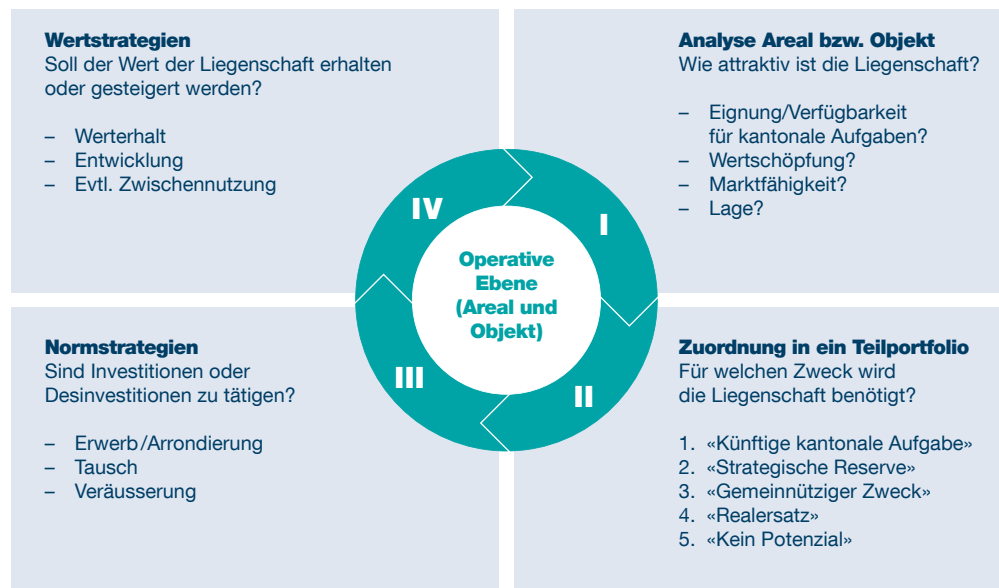 Wertstrategien
Soll der Wert der Liegenschaft erhalten
oder gesteigert werden?
– Werterhalt
– Entwicklung
– Evtl. Zwischennutzung
Analyse Areal bzw. Objekt
Wie attraktiv ist die Liegenschaft?
– Eignung/Verfügbarkeit
für kantonale Aufgaben?
– Wertschöpfung?
– Marktfähigkeit?
– Lage?
IV
I
Operative
Ebene
(Areal und
Objekt)
III
II
Normstrategien
Sind Investitionen oder
Desinvestitionen zu tätigen?
– Erwerb/Arrondierung
– Tausch
– Veräusserung
Zuordnung in ein Teilportfolio
Für welchen Zweck wird
die Liegenschaft benötigt?
1. «Künftige kantonale Aufgabe»
2. «Strategische Reserve»
3. «Gemeinnütziger Zweck»
4. «Realersatz»
5. «Kein Potenzial»